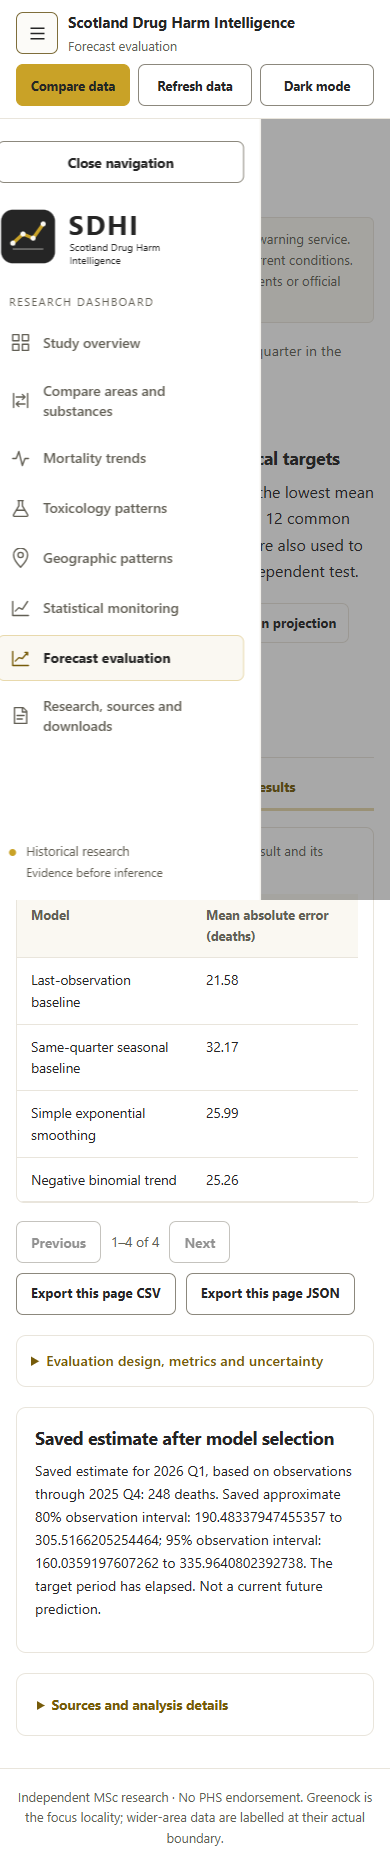 Scotland Drug Harm Intelligence
Forecast evaluation
Compare data
Refresh data
Dark mode
Close navigation
SDHI
Scotland Drug Harm
Intelligence
RESEARCH DASHBOARD
Study overview
Compare areas and
substances
Mortality trends
Toxicology patterns
Geographic patterns
Statistical monitoring
Forecast evaluation
Research, sources and
downloads
Historical research
Evidence before inference
warning service.
rrent conditions.
ents or official
quarter in the
cal targets
the lowest mean
12 common
re also used to
ependent test.
n projection
esults
sult and its
Model
Mean absolute error
(deaths)
Last-observation
baseline
21.58
Same-quarter seasonal
baseline
32.17
Simple exponential
smoothing
25.99
Negative binomial trend
25.26
Previous
1–4 of 4
Next
Export this page CSV
Export this page JSON
Evaluation design, metrics and uncertainty
Saved estimate after model selection
Saved estimate for 2026 Q1, based on observations
through 2025 Q4: 248 deaths. Saved approximate
80% observation interval: 190.48337947455357 to
305.5166205254464; 95% observation interval:
160.0359197607262 to 335.9640802392738. The
target period has elapsed. Not a current future
prediction.
Sources and analysis details
Independent MSc research · No PHS endorsement. Greenock is
the focus locality; wider-area data are labelled at their actual
boundary.